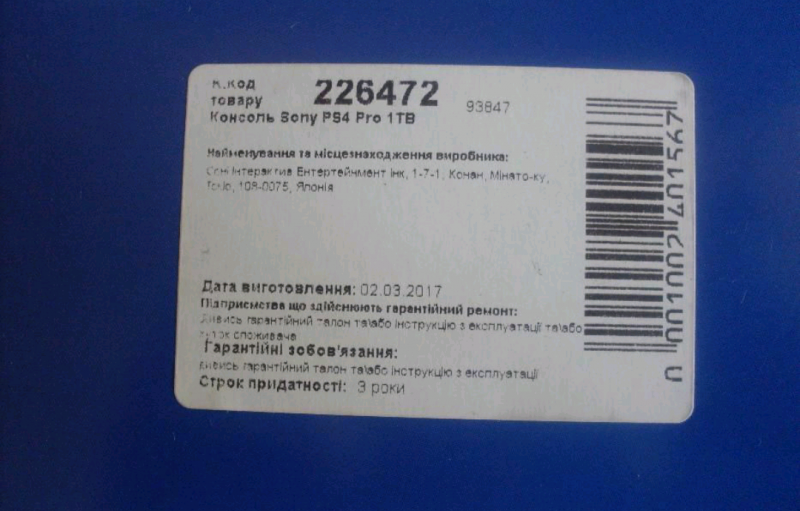 К.код
товару 226472 93847
Консоль Sony PS4 Pro 1TB
Найменування та місцезнаходження виробника:
Соні Інтерактив Ентертейнмент Інк, 1-7-1, Конан, Мінато-ку,
Токіо, 108-0075, Японія
Дата виготовлення: 02.03.2017
Підприємства що здійснюють гарантійний ремонт:
дивись гарантійний талон та\або інструкцію з експлуатації та\або
споживача
Гарантійні зобов'язання:
дивись гарантійний талон та\або інструкцію з експлуатації
Строк придатності: 3 роки
0 001002 401567